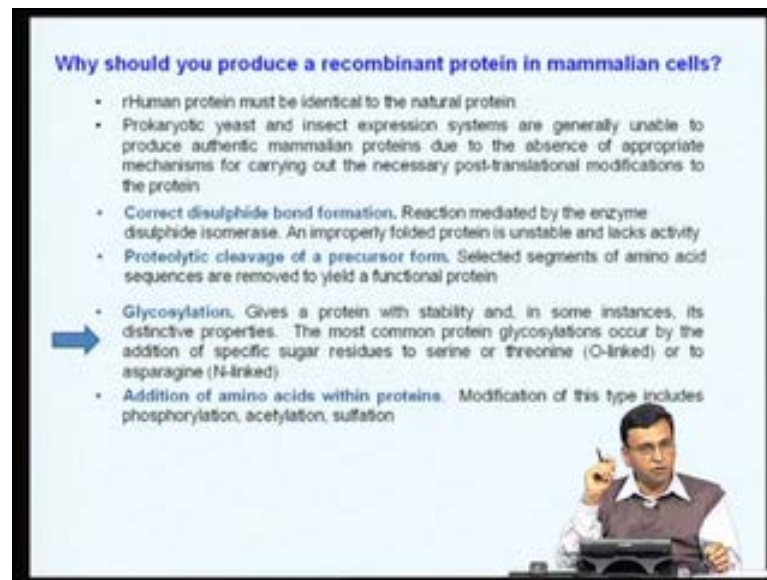 Why should you produce a recombinant protein in mammalian cells?
• rHuman protein must be identical to the natural protein
• Prokaryotic yeast and insect expression systems are generally unable to
produce authentic mammalian proteins due to the absence of appropriate
mechanisms for carrying out the necessary post-translational modifications to
the protein
• Correct disulphide bond formation. Reaction mediated by the enzyme
disulphide isomerase. An improperly folded protein is unstable and lacks activity
• Proteolytic cleavage of a precursor form. Selected segments of amino acid
sequences are removed to yield a functional protein
• Glycosylation. Gives a protein with stability and, in some instances, its
distinctive properties. The most common protein glycosylations occur by the
addition of specific sugar residues to serine or threonine (O-linked) or to
asparagine (N-linked)
• Addition of amino acids within proteins. Modification of this type includes
phosphorylation, acetylation, sulfation